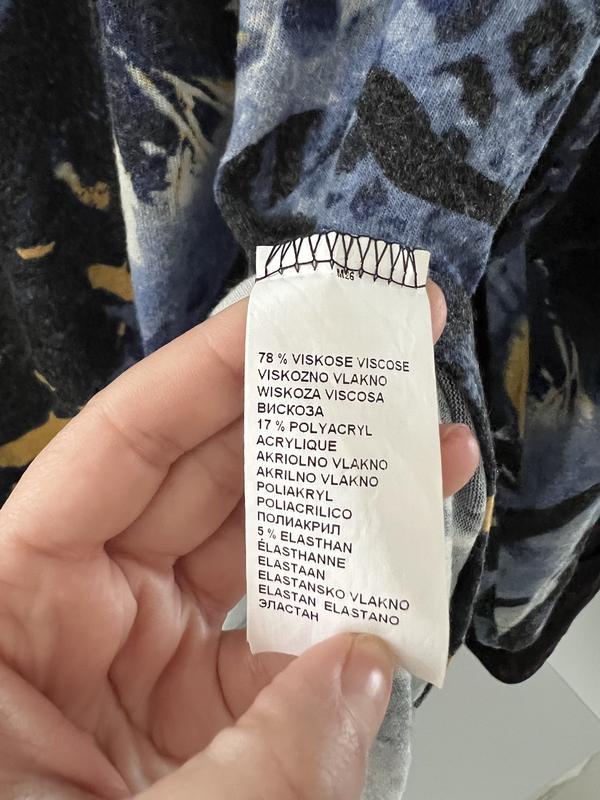 M26
78 % VISKOSE VISCOSE
VISKOZNO VLAKNO
WISKOZA VISCOSA
ВИСКОЗА
17 % POLYACRYL
ACRYLIQUE
AKRIOLNO VLAKNO
AKRILNO VLAKNO
POLIAKRYL
POLIACRILICO
ПОЛИАКРИЛ
5 % ELASTHAN
ÉLASTHANNE
ELASTAAN
ELASTANSKO VLAKNO
ELASTAN ELASTANO
ЭЛАСТАН